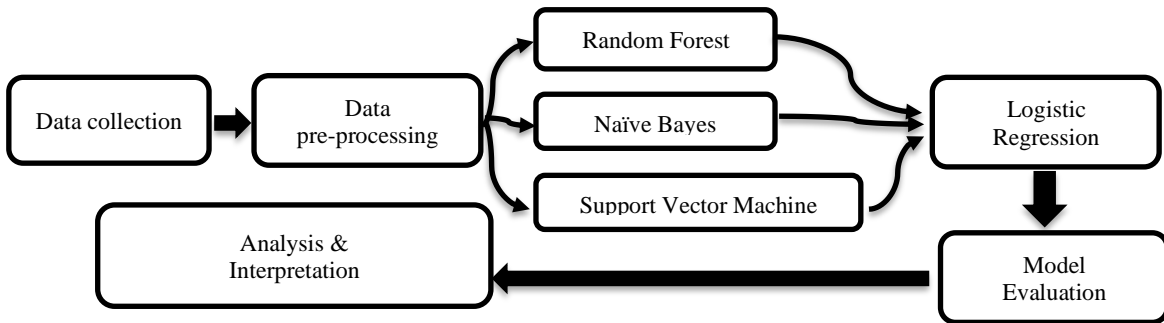 Data collection
Data
pre-processing
Random Forest
Naïve Bayes
Support Vector Machine
Logistic
Regression
Model
Evaluation
Analysis &
Interpretation